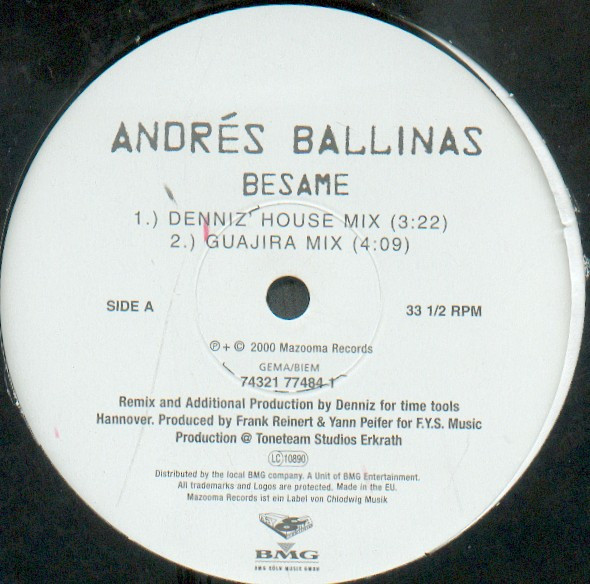 ANDRÉS BALLINAS
BESAME
1.) DENNIZ' HOUSE MIX (3:22)
2.) GUAJIRA MIX (4:09)
SIDE A
33 1/2 RPM
℗ + © 2000 Mazooma Records
GEMA/BIEM
74321 77484 1
Remix and Additional Production by Denniz for time tools
Hannover. Produced by Frank Reinert & Yann Peifer for F.Y.S. Music
Production @ Toneteam Studios Erkrath
LC 10890
Distributed by the local BMG company. A Unit of BMG Entertainment.
All trademarks and Logos are protected. Made in the EU.
Mazooma Records ist ein Label von Chlodwig Musik
BMG
BMG KÖLN MUSIK GMBH